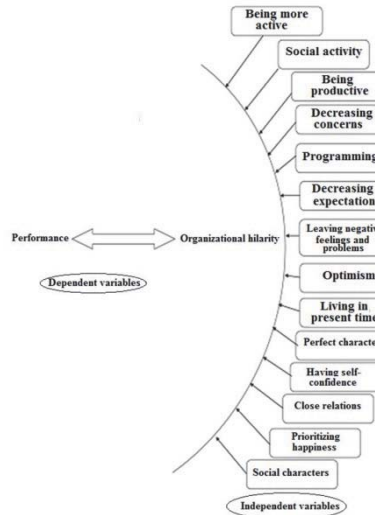 Being more
active
Social activity
Being
productive
Decreasing
concerns
Programming
Decreasing
expectation
Performance
Organizational hilarity
Leaving negativ
feelings and
problems
Dependent variables
Optimism
Living in
present time
Perfect characte
Having self-
confidence
Close relations
Prioritizing
happiness
Social characters
Independent variables